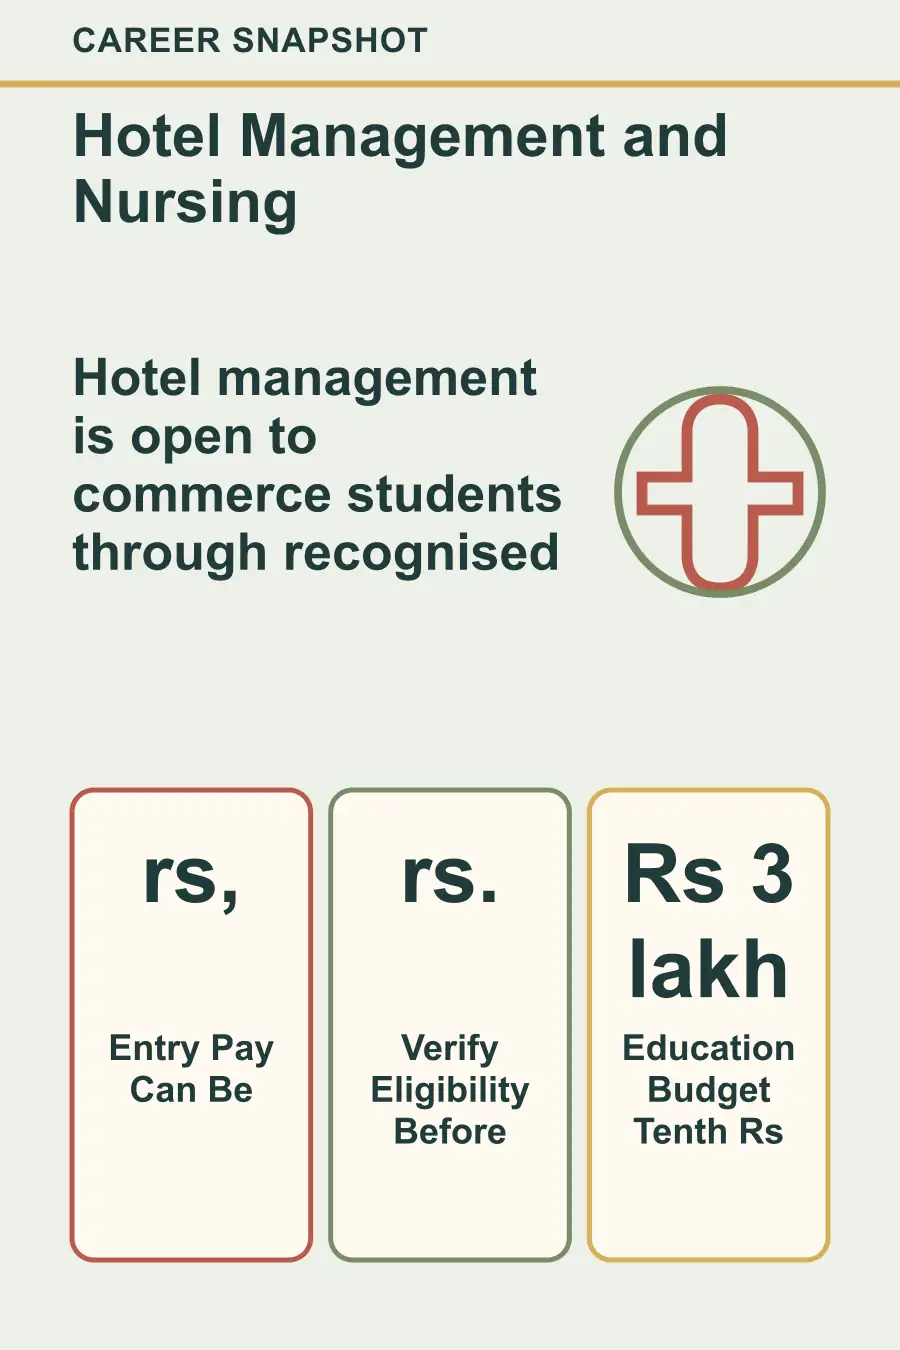 CAREER SNAPSHOT
Hotel Management and
Nursing
Hotel management
is open to
commerce students
through recognised
rs,
Entry Pay
Can Be
rs.
Verify
Eligibility
Before
Rs 3
lakh
Education
Budget
Tenth Rs